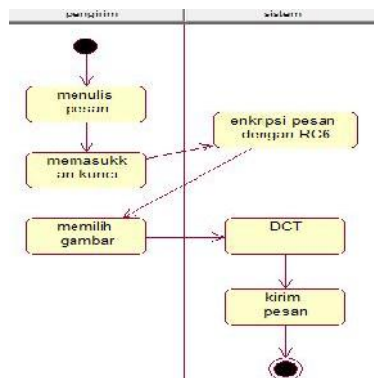 pengirim
sistem
menulis
pesan
memasukk
an kunci
enkripsi pesan
dengan RC6
memilih
gambar
DCT
kirim
pesan